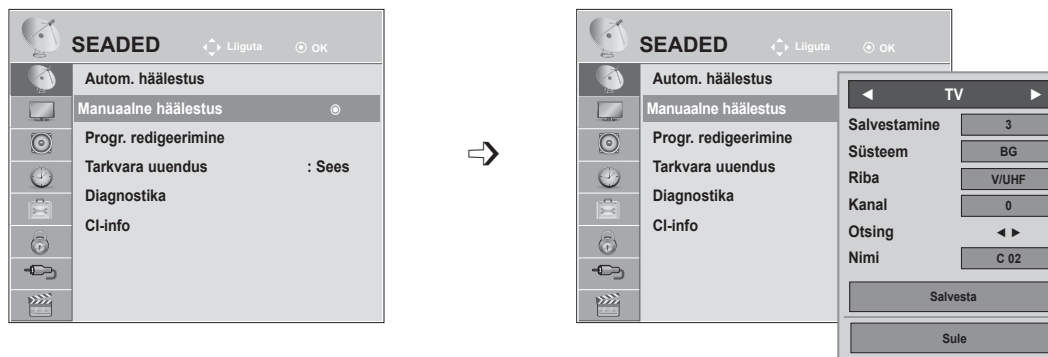 SEADED Liiguta OK
Autom. häälestus
Manuaalne häälestus
Progr. redigeerimine
Tarkvara uuendus : Sees
Diagnostika
CI-info
SEADED Liiguta OK
Autom. häälestus
Manuaalne häälestus
Progr. redigeerimine
Tarkvara uuendus
Diagnostika
CI-info
◄ TV ►
Salvestamine 3
Süsteem BG
Riba V/UHF
Kanal 0
Otsing ◄ ►
Nimi C 02
Salvesta
Sule